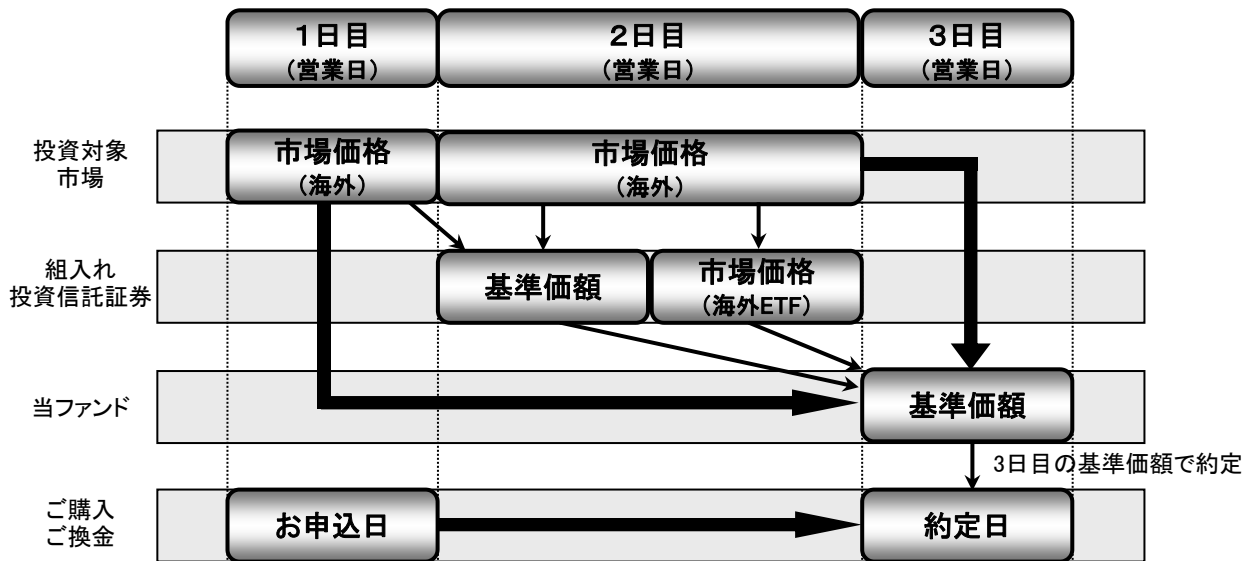 1日目
(営業日)
2日目
(営業日)
3日目
(営業日)
投資対象
市場
市場価格
(海外)
市場価格
(海外)
組入れ
投資信託証券
基準価額
市場価格
(海外ETF)
当ファンド
基準価額
3日目の基準価額で約定
ご購入
ご換金
お申込日
約定日